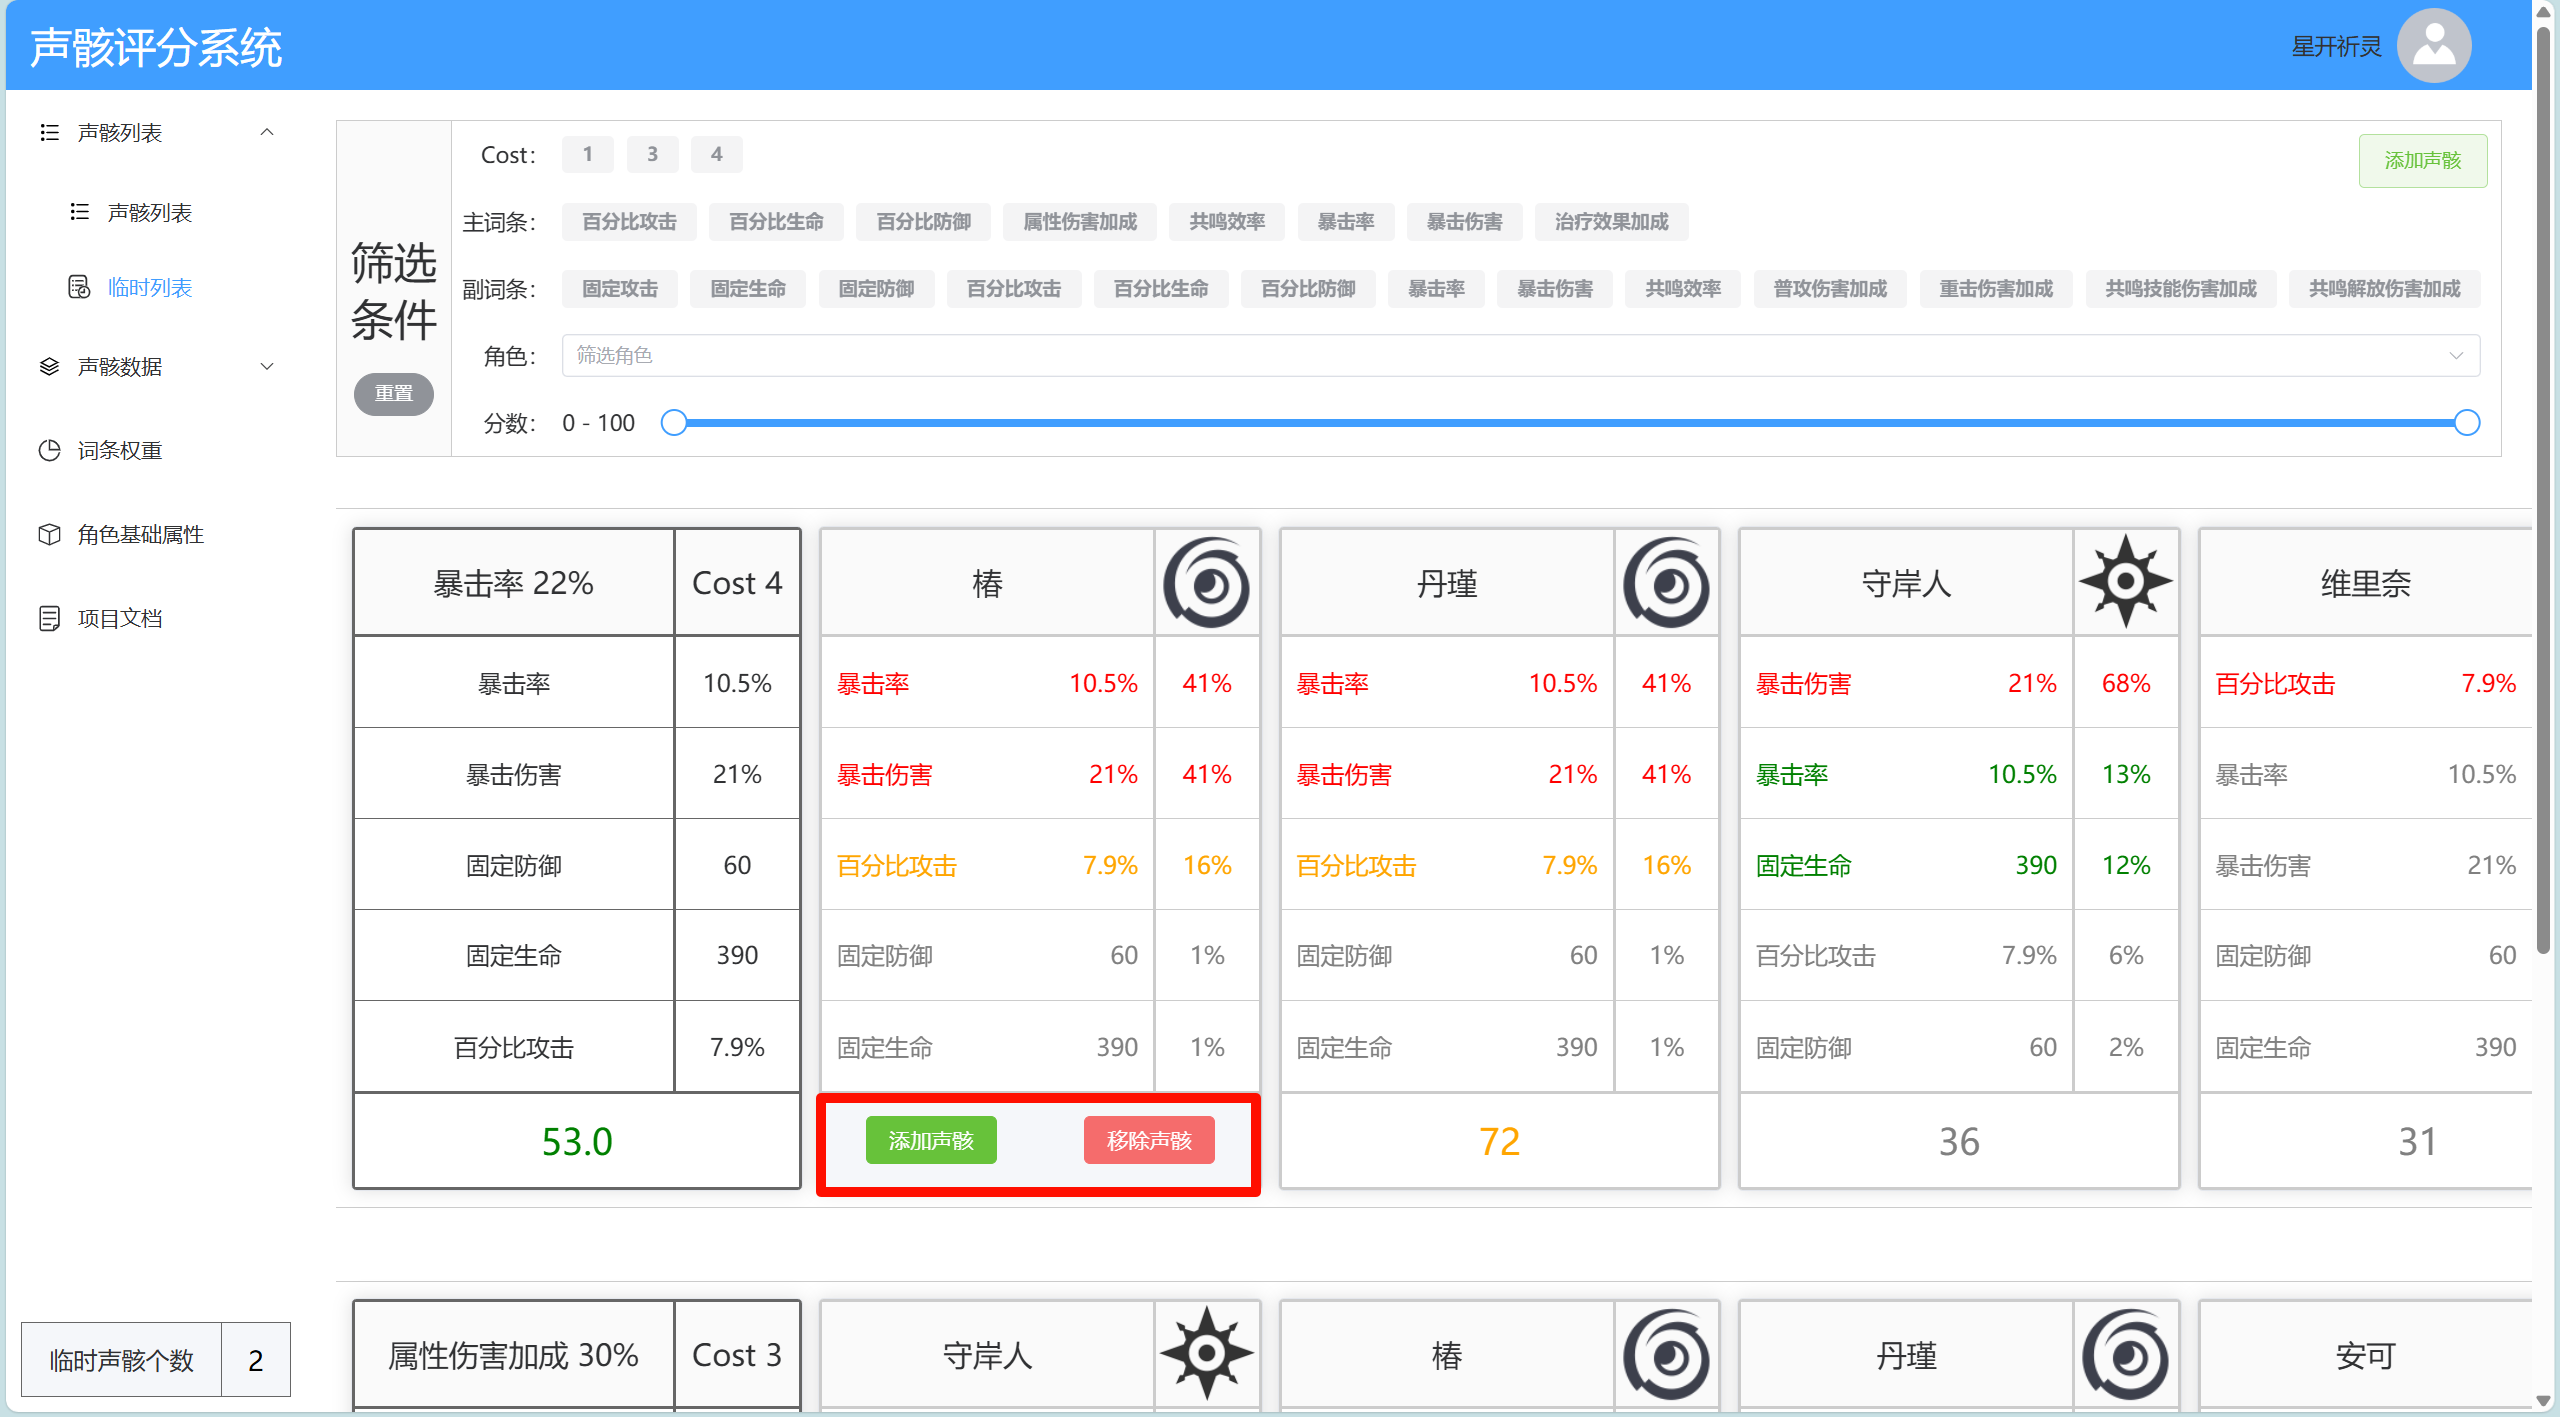 声骸评分系统
星开祈灵
声骸列表
声骸列表
临时列表
声骸数据
词条权重
角色基础属性
项目文档
临时声骸个数 2
筛选
条件
重置
Cost: 1 3 4
添加声骸
主词条: 百分比攻击 百分比生命 百分比防御 属性伤害加成 共鸣效率 暴击率 暴击伤害 治疗效果加成
副词条: 固定攻击 固定生命 固定防御 百分比攻击 百分比生命 百分比防御 暴击率 暴击伤害 共鸣效率 普攻伤害加成 重击伤害加成 共鸣技能伤害加成 共鸣解放伤害加成
角色: 筛选角色
分数: 0 - 100
暴击率 22% Cost 4
暴击率 10.5%
暴击伤害 21%
固定防御 60
固定生命 390
百分比攻击 7.9%
53.0
椿
暴击率 10.5% 41%
暴击伤害 21% 41%
百分比攻击 7.9% 16%
固定防御 60 1%
固定生命 390 1%
添加声骸 移除声骸
丹瑾
暴击率 10.5% 41%
暴击伤害 21% 41%
百分比攻击 7.9% 16%
固定防御 60 1%
固定生命 390 1%
72
守岸人
暴击伤害 21% 68%
暴击率 10.5% 13%
固定生命 390 12%
百分比攻击 7.9% 6%
固定防御 60 2%
36
维里奈
百分比攻击 7.9%
暴击率 10.5%
暴击伤害 21%
固定防御 60
固定生命 390
31
属性伤害加成 30% Cost 3
守岸人
椿
丹瑾
安可